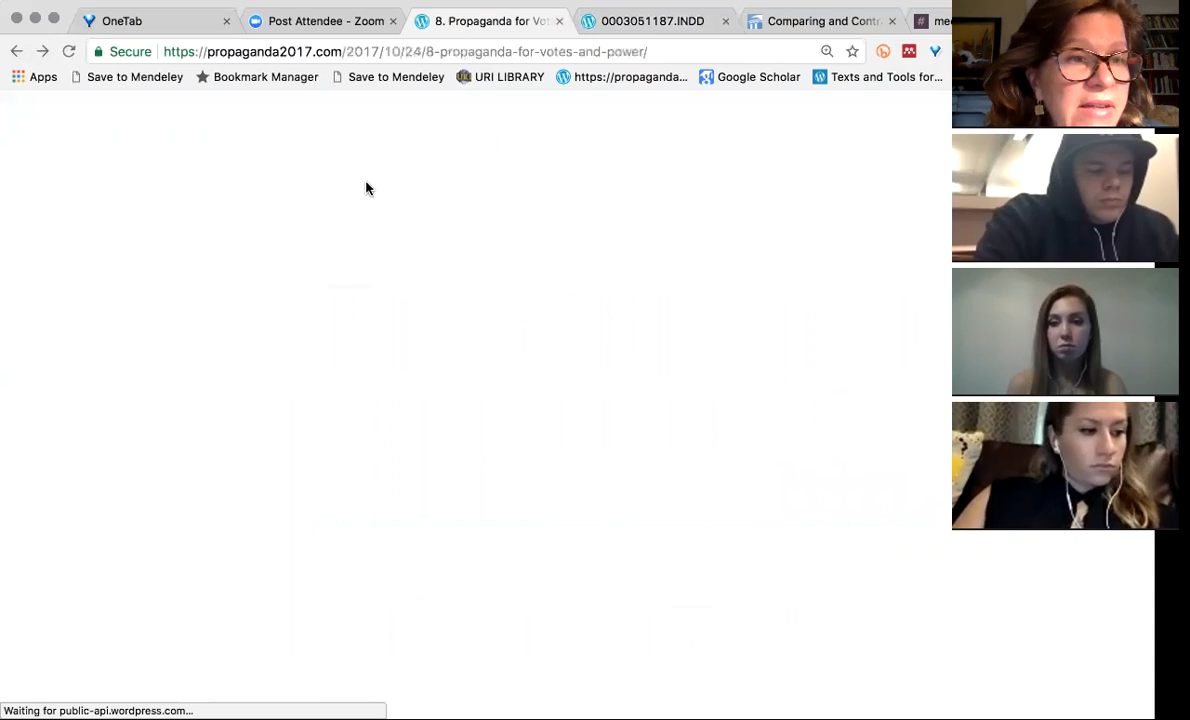 OneTab
Post Attendee - Zoom
8. Propaganda for Vot
0003051187.INDD
Comparing and Contr
Secure
https://propaganda2017.com/2017/10/24/8-propaganda-for-votes-and-power/
Apps
Save to Mendeley
Bookmark Manager
Save to Mendeley
URI LIBRARY
https://propaganda...
Google Scholar
Texts and Tools for...
Waiting for public-api.wordpress.com...